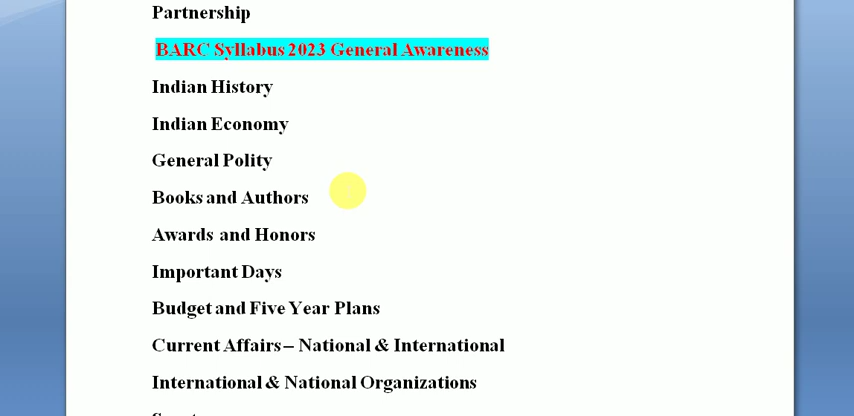 Partnership
BARC Syllabus 2023 General Awareness
Indian History
Indian Economy
General Polity
Books and Authors
Awards and Honors
Important Days
Budget and Five Year Plans
Current Affairs – National & International
International & National Organizations